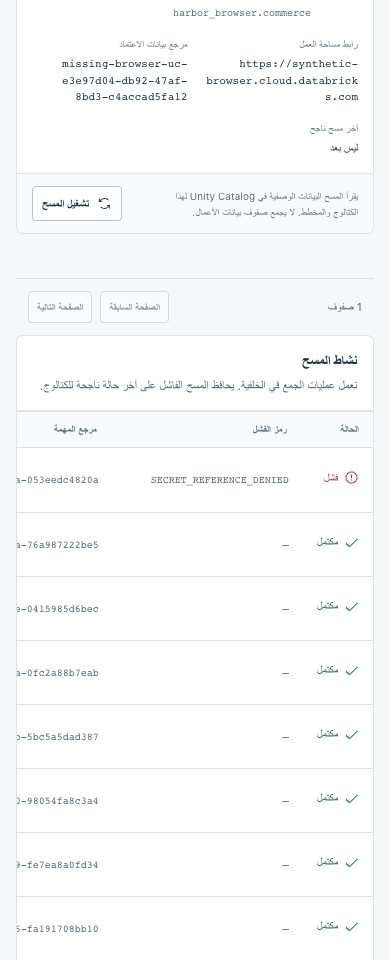 harbor_browser.commerce
رابط مساحة العمل
https://synthetic-
browser.cloud.databrick
s.com
مرجع بيانات الاعتماد
missing-browser-uc-
e3e97d04-db92-47af-
8bd3-c4accad5fa12
آخر مسح ناجح
ليس بعد
يقرأ المسح البيانات الوصفية في Unity Catalog لهذا
الكتالوج والمخطط. لا يجمع صفوف بيانات الأعمال.
تشغيل المسح
1 صفوف
الصفحة السابقة
الصفحة التالية
نشاط المسح
تعمل عمليات الجمع في الخلفية. يحافظ المسح الفاشل على آخر حالة ناجحة للكتالوج.
الحالة رمز الفشل مرجع المهمة
فشل SECRET_REFERENCE_DENIED a-053eedc4820a
مكتمل — a-76a987222be5
مكتمل — e-0415985d6bec
مكتمل — a-0fc2a88b7eab
مكتمل — 5bc5a5dad387
مكتمل — 98054fa8c3a4
مكتمل — fe7ea8a0fd34
مكتمل — fa191708bb10